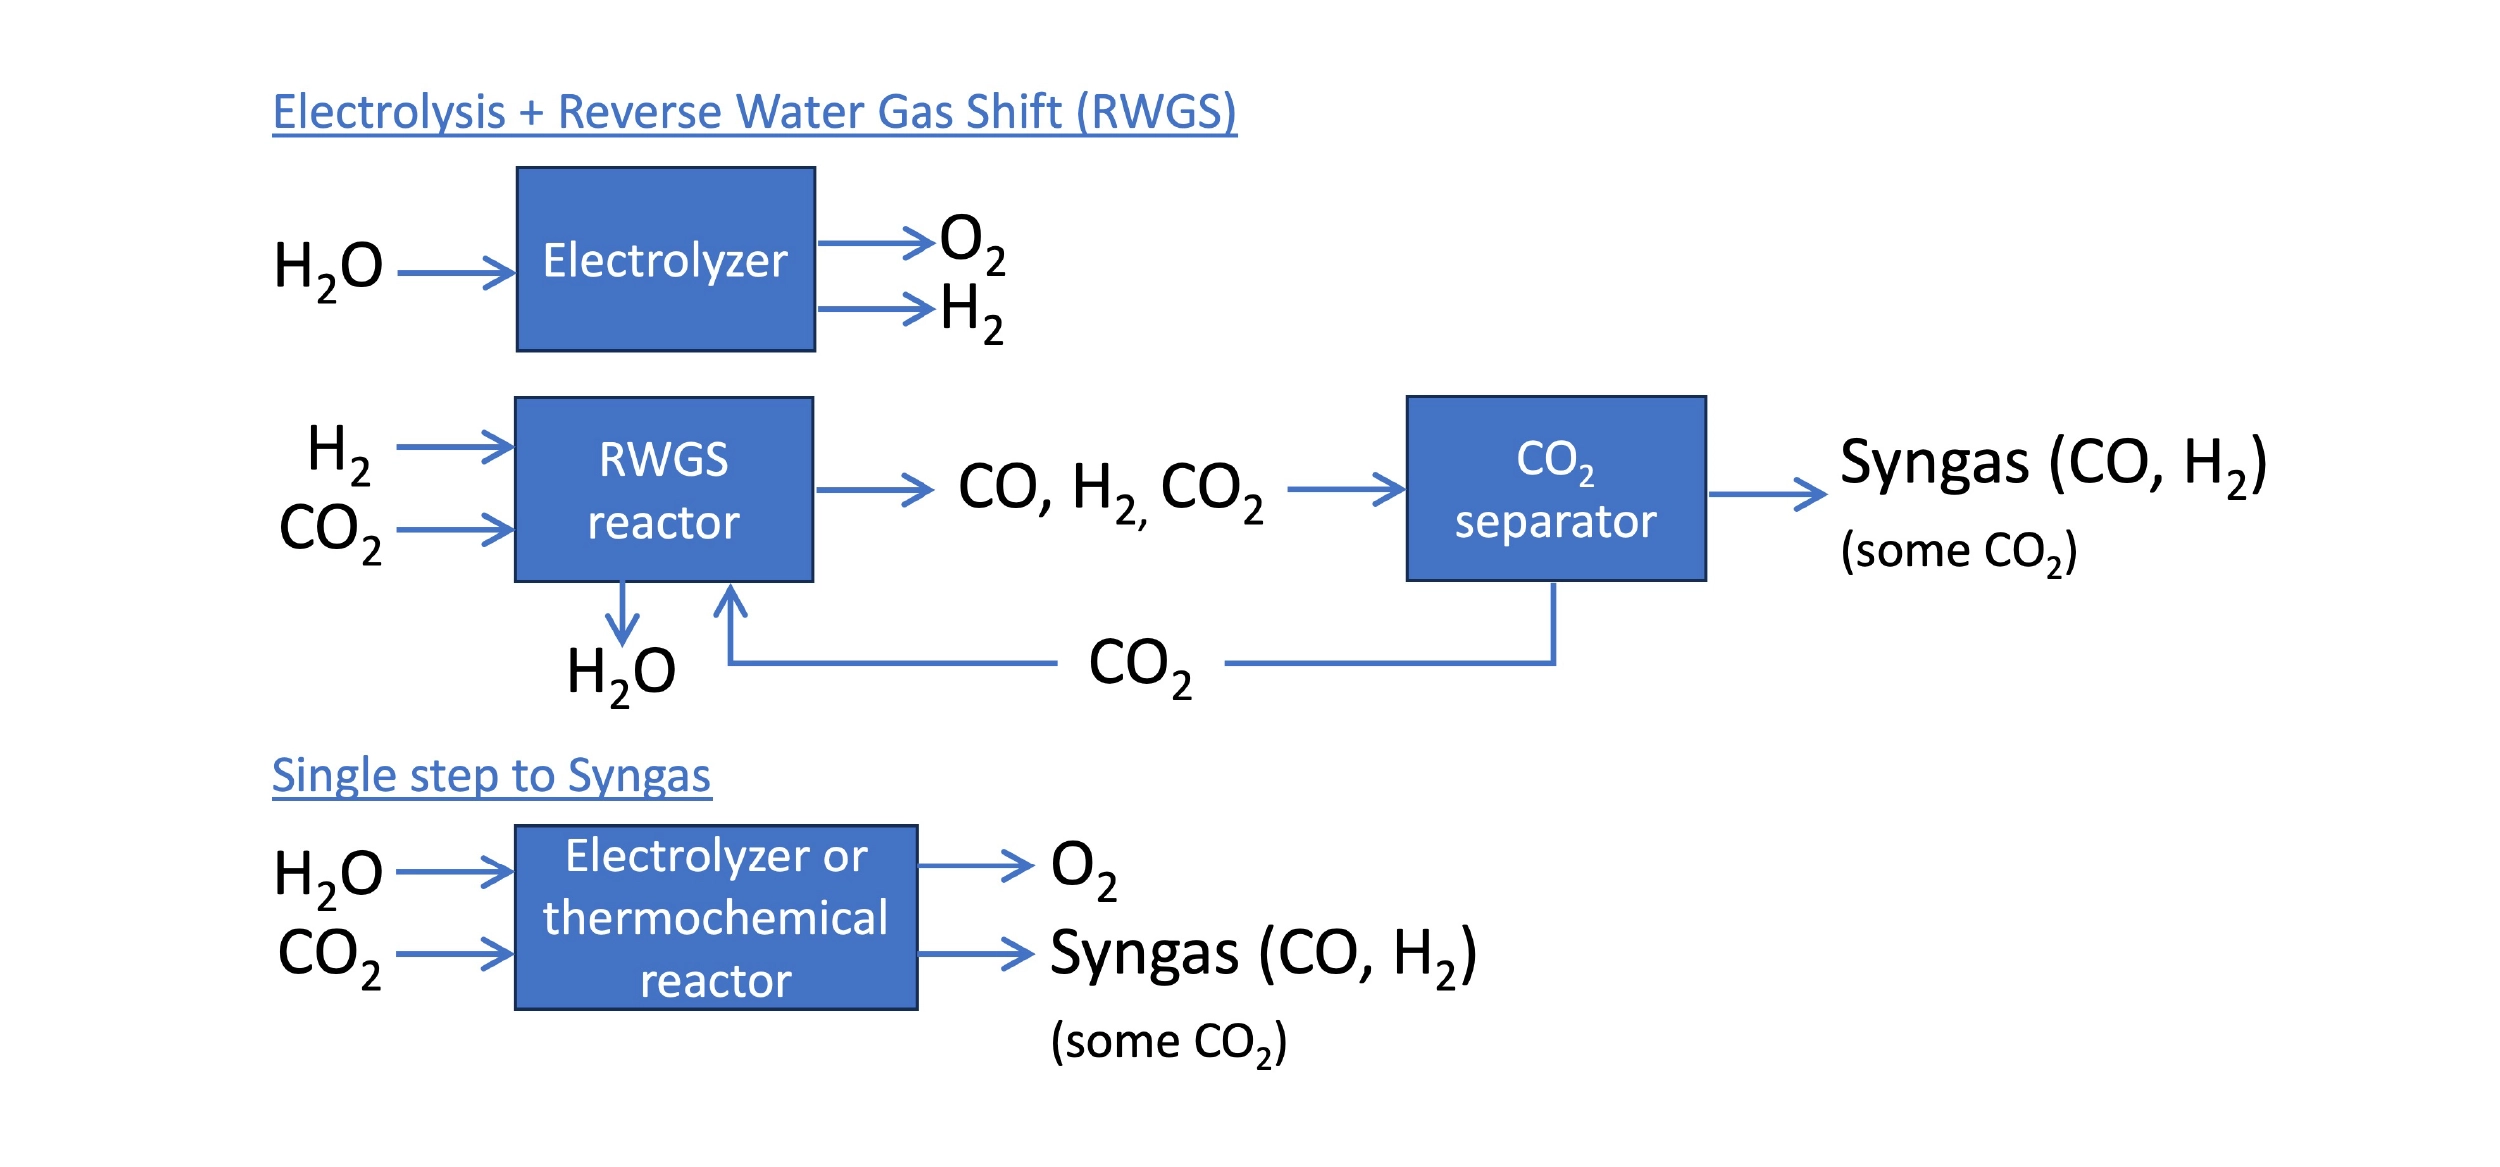 Electrolysis + Reverse Water Gas Shift (RWGS)
H₂O
Electrolyzer
O₂
H₂
H₂
CO₂
RWGS
reactor
CO, H₂, CO₂
CO₂
separator
Syngas (CO, H₂)
(some CO₂)
H₂O
CO₂
Single step to Syngas
H₂O
CO₂
Electrolyzer or
thermochemical
reactor
O₂
Syngas (CO, H₂)
(some CO₂)